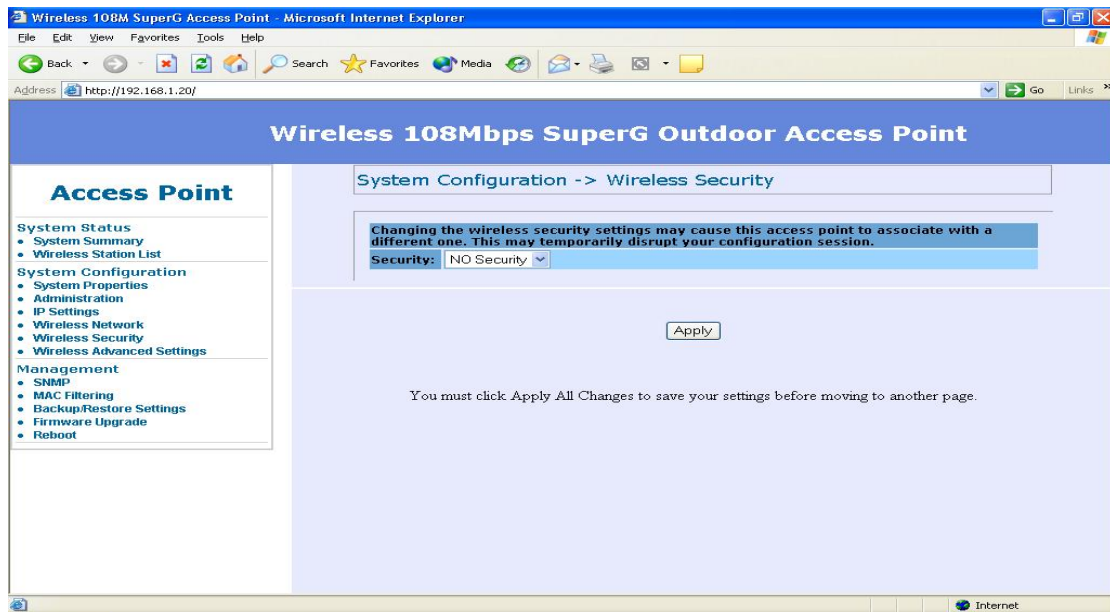 Wireless 108M SuperG Access Point - Microsoft Internet Explorer
File Edit View Favorites Tools Help
Back Search Favorites Media
Address http://192.168.1.20/ Go Links »
Wireless 108Mbps SuperG Outdoor Access Point
Access Point
System Status
• System Summary
• Wireless Station List
System Configuration
• System Properties
• Administration
• IP Settings
• Wireless Network
• Wireless Security
• Wireless Advanced Settings
Management
• SNMP
• MAC Filtering
• Backup/Restore Settings
• Firmware Upgrade
• Reboot
System Configuration -> Wireless Security
Changing the wireless security settings may cause this access point to associate with a
different one. This may temporarily disrupt your configuration session.
Security: NO Security
Apply
You must click Apply All Changes to save your settings before moving to another page.
Internet